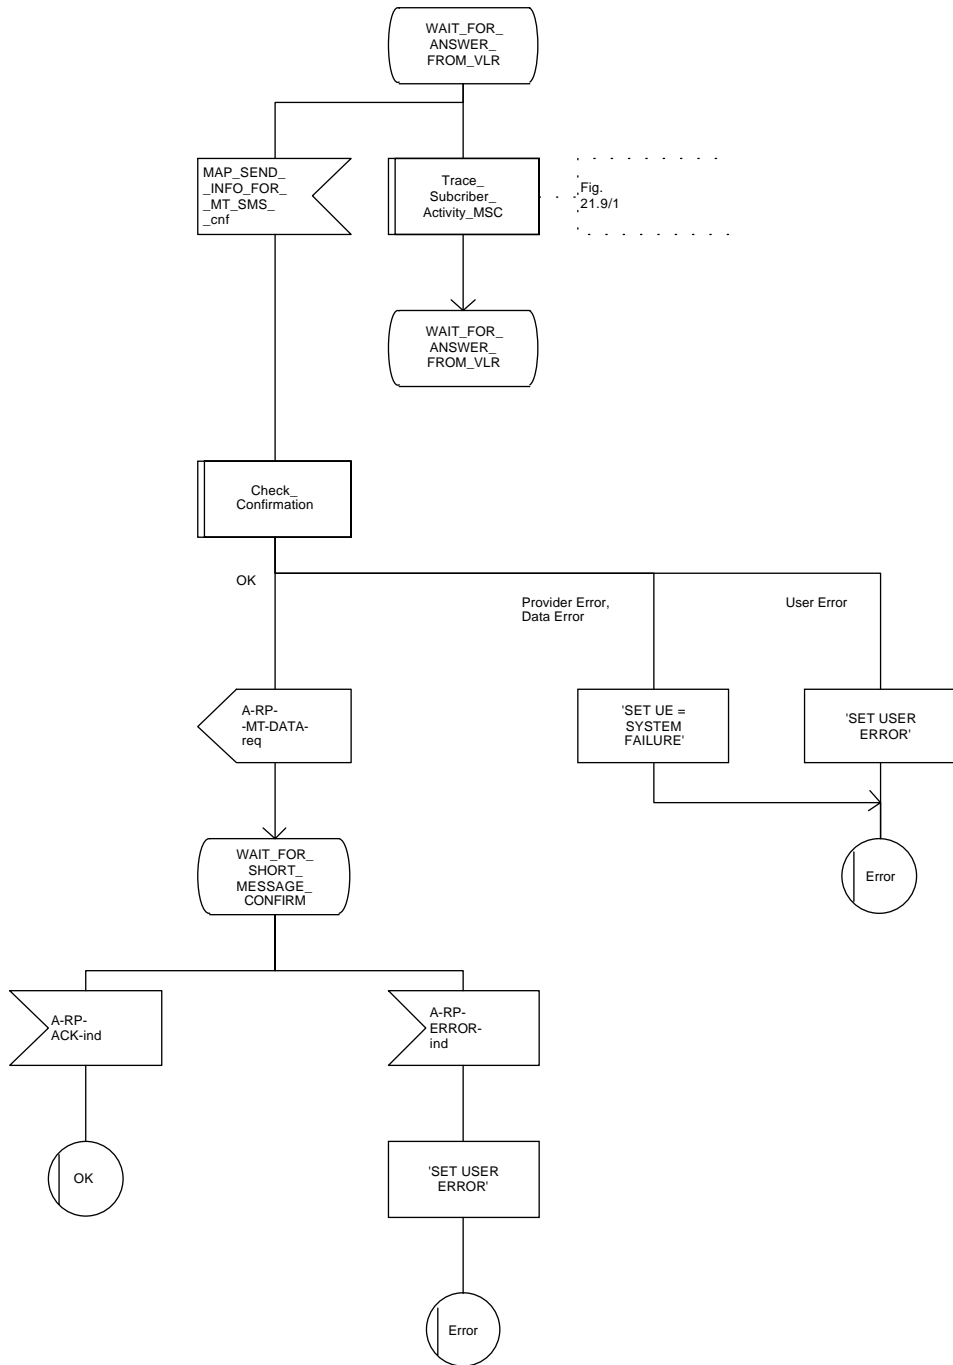 WAIT_FOR_
ANSWER_
FROM_VLR
MAP_SEND_
_INFO_FOR_
_MT_SMS_
_cnf
Trace_
Subcriber_
Activity_MSC
Fig.
21.9/1
WAIT_FOR_
ANSWER_
FROM_VLR
Check_
Confirmation
OK
Provider Error,
Data Error
User Error
A-RP-
-MT-DATA-
req
'SET UE =
SYSTEM
FAILURE'
'SET USER
ERROR'
WAIT_FOR_
SHORT_
MESSAGE_
CONFIRM
Error
A-RP-
ACK-ind
A-RP-
ERROR-
ind
OK
'SET USER
ERROR'
Error